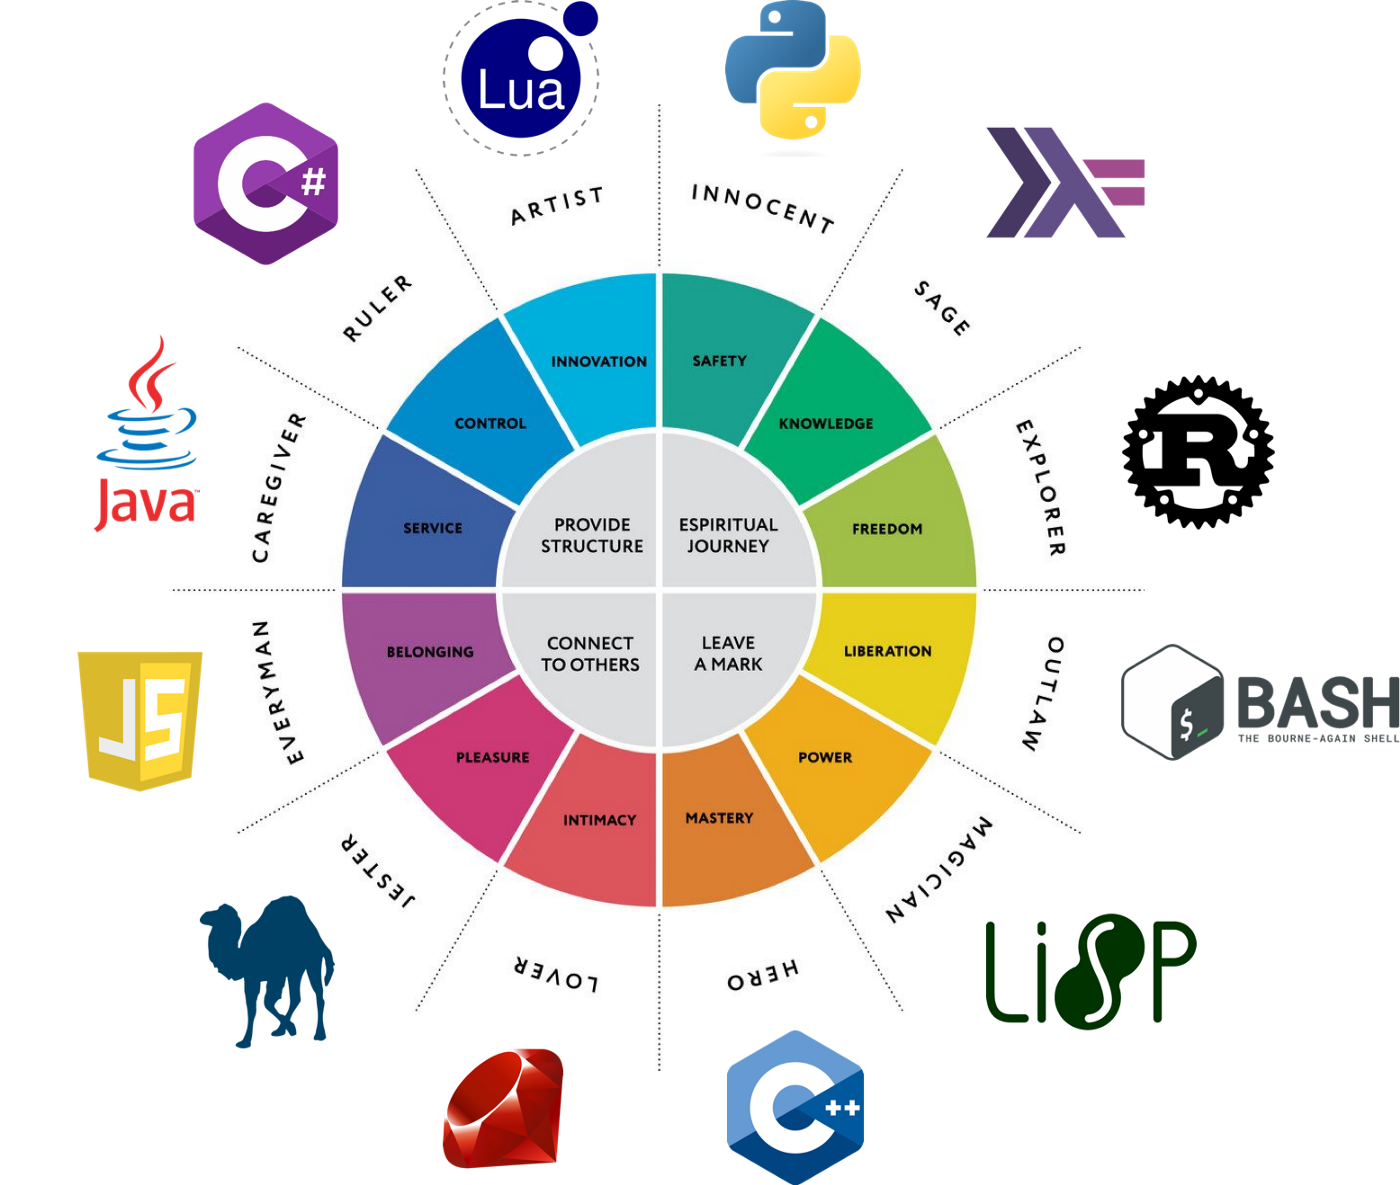 Lua
C#
ARTIST
INNOCENT
RULER
SAGE
Java™
CAREGIVER
EXPLORER
R
INNOVATION
SAFETY
CONTROL
KNOWLEDGE
SERVICE
FREEDOM
PROVIDE
STRUCTURE
ESPIRITUAL
JOURNEY
CONNECT
TO OTHERS
LEAVE
A MARK
BELONGING
LIBERATION
PLEASURE
POWER
INTIMACY
MASTERY
EVERYMAN
OUTLAW
JS
$_
BASH
THE BOURNE-AGAIN SHELL
JESTER
MAGICIAN
LOVER
HERO
LiSP
C++